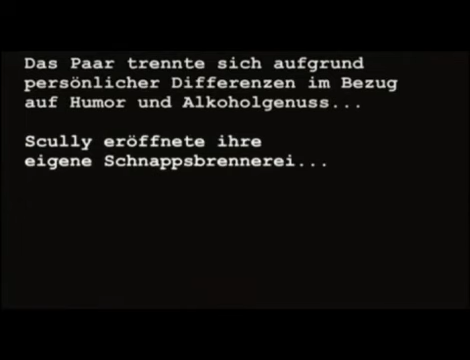 Das Paar trennte sich aufgrund
persönlicher Differenzen im Bezug
auf Humor und Alkoholgenuss...
Scully eröffnete ihre
eigene Schnappsbrennerei...